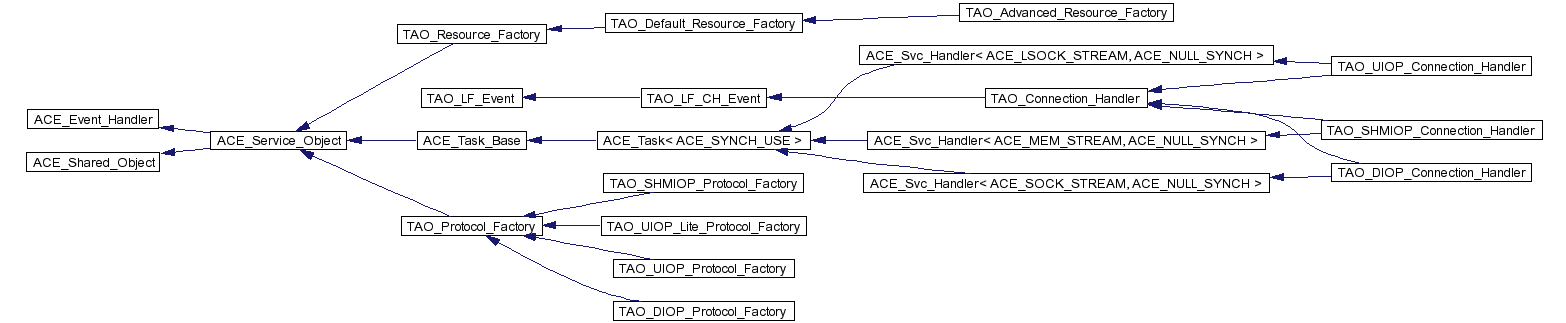 TAO_Advanced_Resource_Factory
TAO_Default_Resource_Factory
TAO_Resource_Factory
ACE_Svc_Handler< ACE_LSOCK_STREAM, ACE_NULL_SYNCH >
TAO_UIOP_Connection_Handler
TAO_LF_Event
TAO_LF_CH_Event
TAO_Connection_Handler
ACE_Event_Handler
TAO_SHMIOP_Connection_Handler
ACE_Service_Object
ACE_Task_Base
ACE_Task< ACE_SYNCH_USE >
ACE_Svc_Handler< ACE_MEM_STREAM, ACE_NULL_SYNCH >
ACE_Shared_Object
TAO_DIOP_Connection_Handler
TAO_SHMIOP_Protocol_Factory
ACE_Svc_Handler< ACE_SOCK_STREAM, ACE_NULL_SYNCH >
TAO_Protocol_Factory
TAO_UIOP_Lite_Protocol_Factory
TAO_UIOP_Protocol_Factory
TAO_DIOP_Protocol_Factory